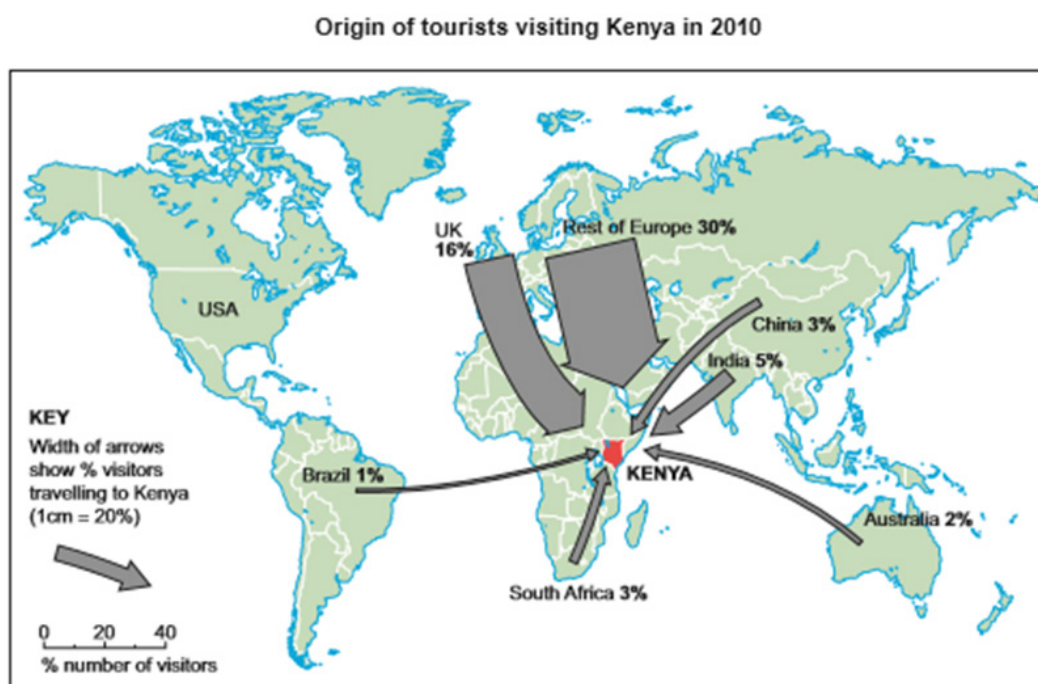 Origin of tourists visiting Kenya in 2010
UK
16%
Rest of Europe 30%
USA
China 3%
India 5%
KEY
Width of arrows
show % visitors
travelling to Kenya
(1cm = 20%)
Brazil 1%
KENYA
Australia 2%
South Africa 3%
0 20 40
% number of visitors